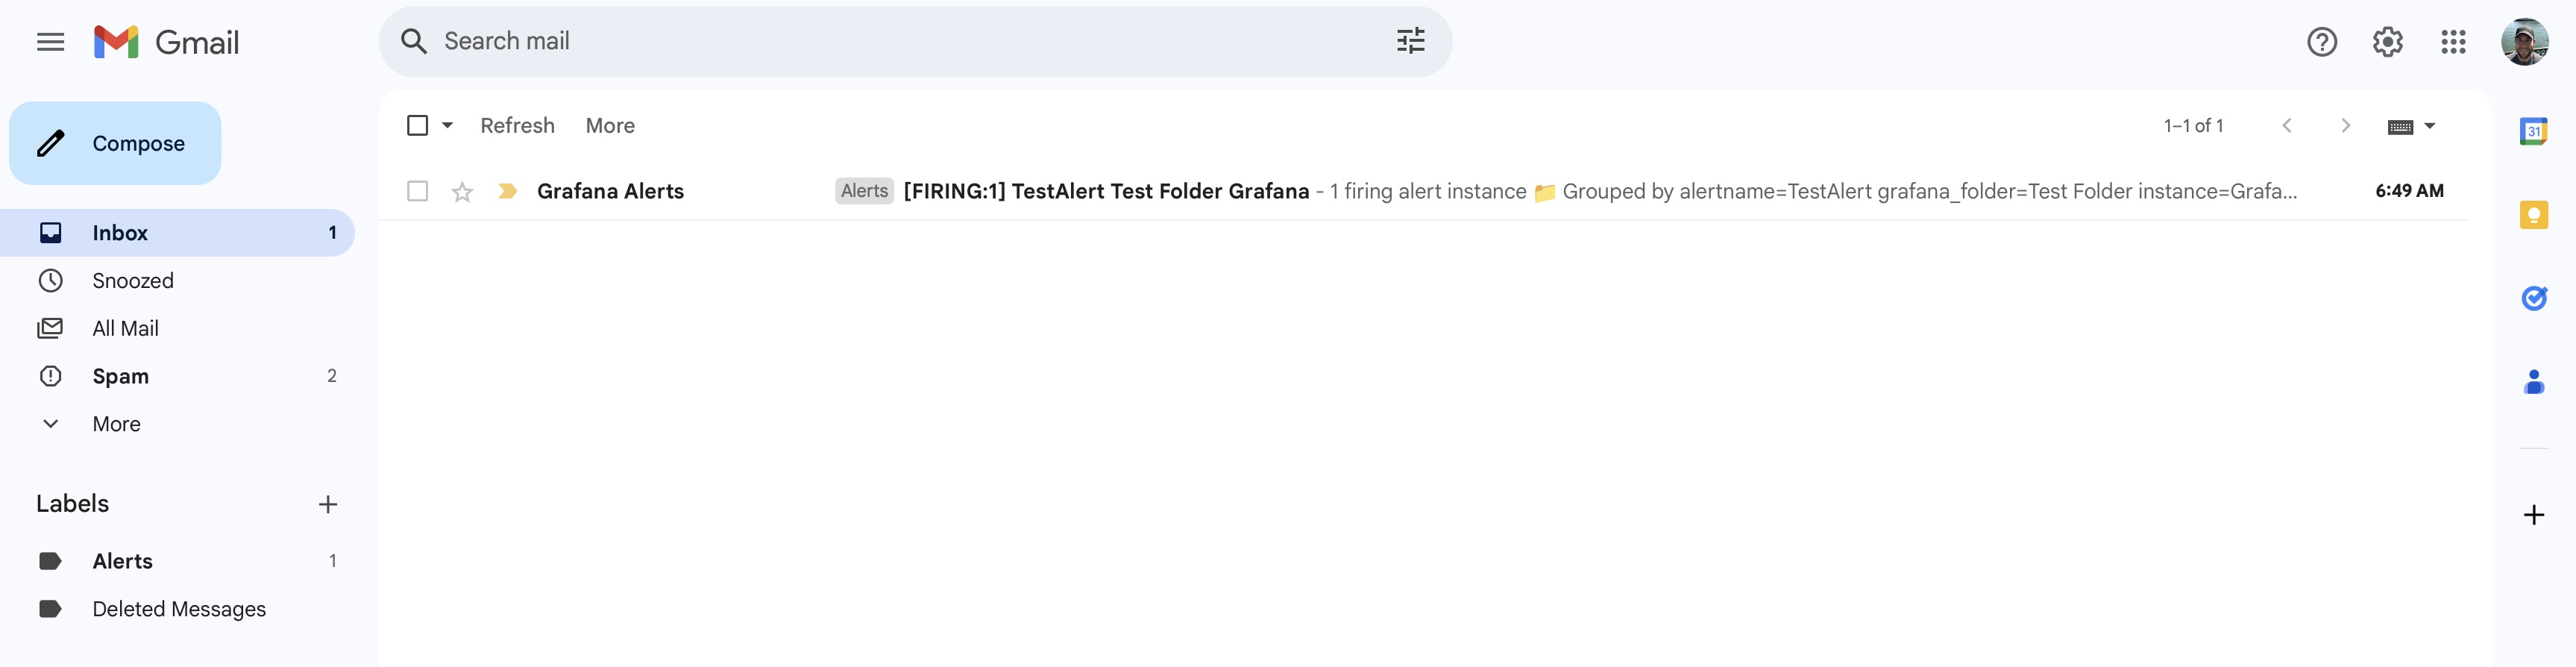 Gmail
Search mail
Compose
Refresh More
1–1 of 1
31
Grafana Alerts Alerts [FIRING:1] TestAlert Test Folder Grafana - 1 firing alert instance 📁 Grouped by alertname=TestAlert grafana_folder=Test Folder instance=Grafa... 6:49 AM
Inbox 1
Snoozed
All Mail
Spam 2
More
Labels
Alerts 1
Deleted Messages